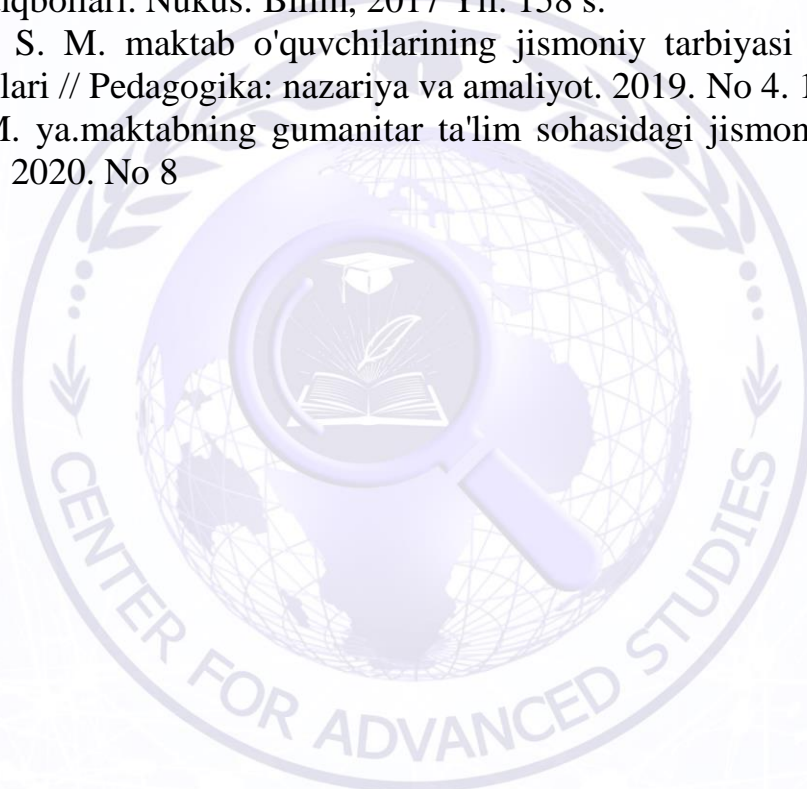 iqbollari. Nukus: Bilim, 2017 Yil. 158 s.
S. M. maktab o'quvchilarining jismoniy tarbiyasi
lari // Pedagogika: nazariya va amaliyot. 2019. No 4. 1
M. ya.maktabning gumanitar ta'lim sohasidagi jismon
2020. No 8
CENTER FOR ADVANCED STUDIES